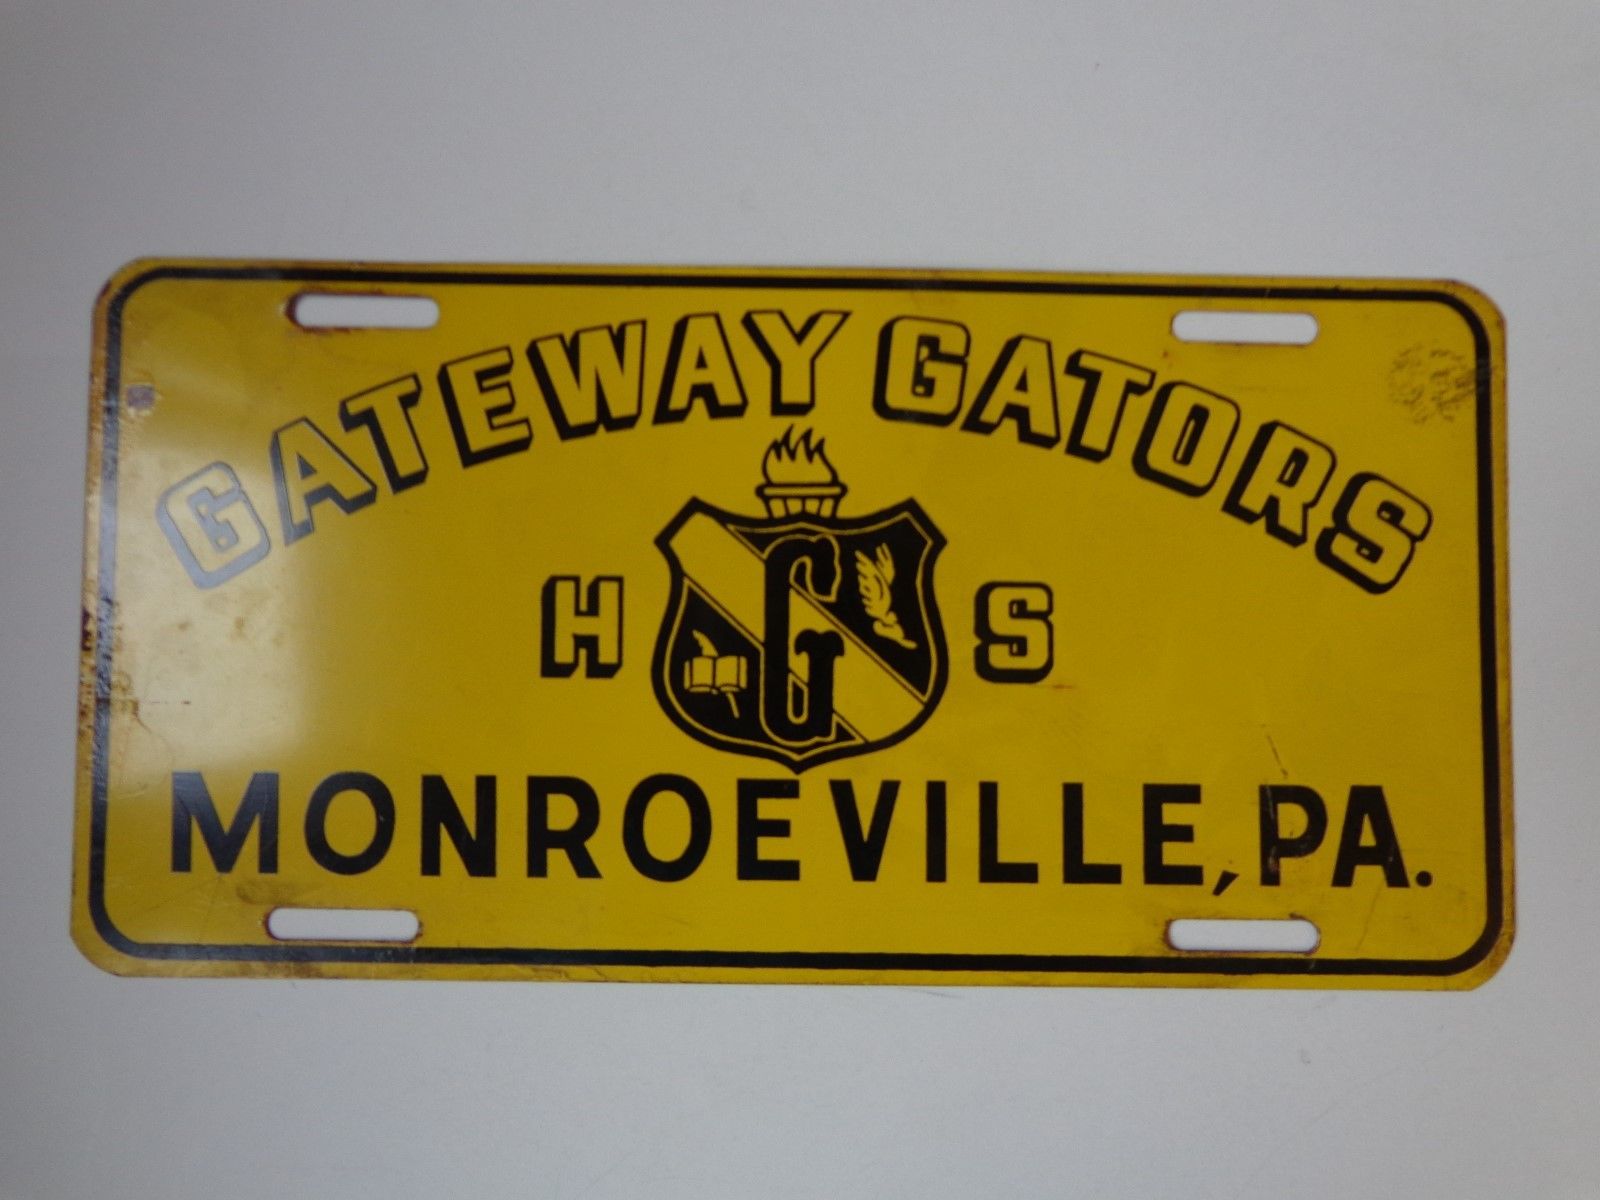 GATEWAY GATORS
H G S
MONROEVILLE, PA.